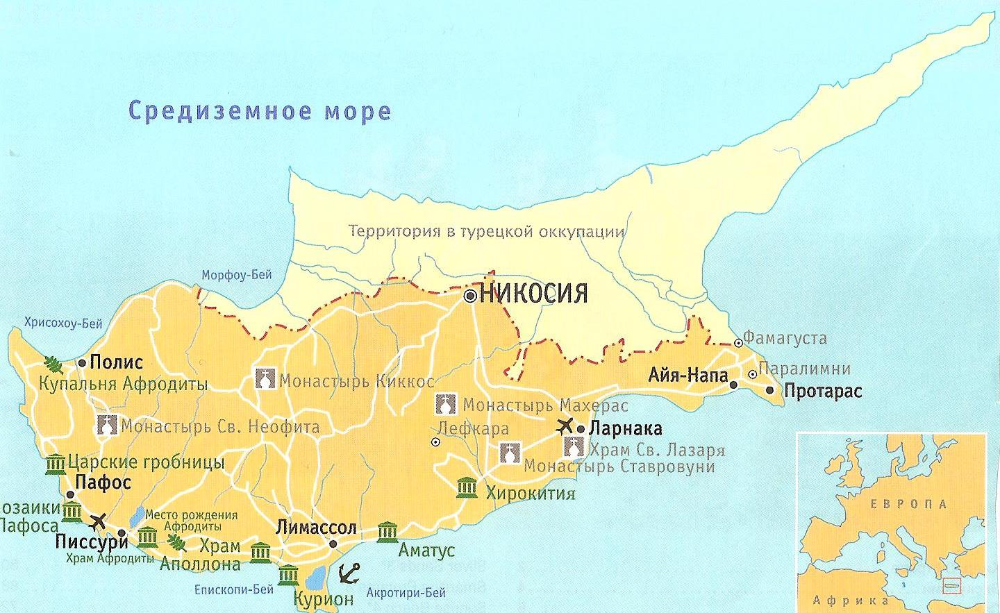 Средиземное море
Территория в турецкой оккупации
Морфоу-Бей
НИКОСИЯ
Хрисохоу-Бей
Фамагуста
Полис
Паралимни
Айя-Напа
Купальня Афродиты
Монастырь Киккос
Протарас
Монастырь Махерас
Монастырь Св. Неофита
Лефкара
Ларнака
Храм Св. Лазаря
Царские гробницы
Монастырь Ставровуни
Пафос
Хирокития
ЕВРОПА
озаики
Пафоса
Место рождения
Афродиты
Лимассол
Писсури
Храм Афродиты
Храм
Аполлона
Аматус
Епископи-Бей
Курион
Акротири-Бей
Африка